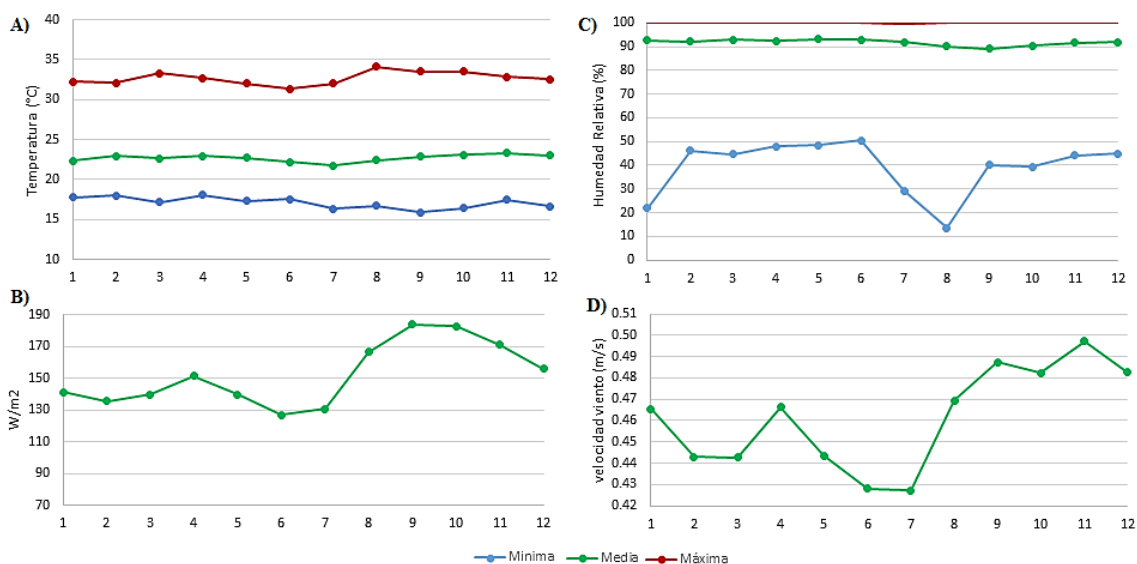 A)
Temperatura (°C)
40
35
30
25
20
15
10
1 2 3 4 5 6 7 8 9 10 11 12
C)
Humedad Relativa (%)
100
90
80
70
60
50
40
30
20
10
0
1 2 3 4 5 6 7 8 9 10 11 12
B)
W/m2
190
170
150
130
110
90
70
1 2 3 4 5 6 7 8 9 10 11 12
D)
velocidad viento (m/s)
0.51
0.50
0.49
0.48
0.47
0.46
0.45
0.44
0.43
0.42
1 2 3 4 5 6 7 8 9 10 11 12
Minima Media Máxima